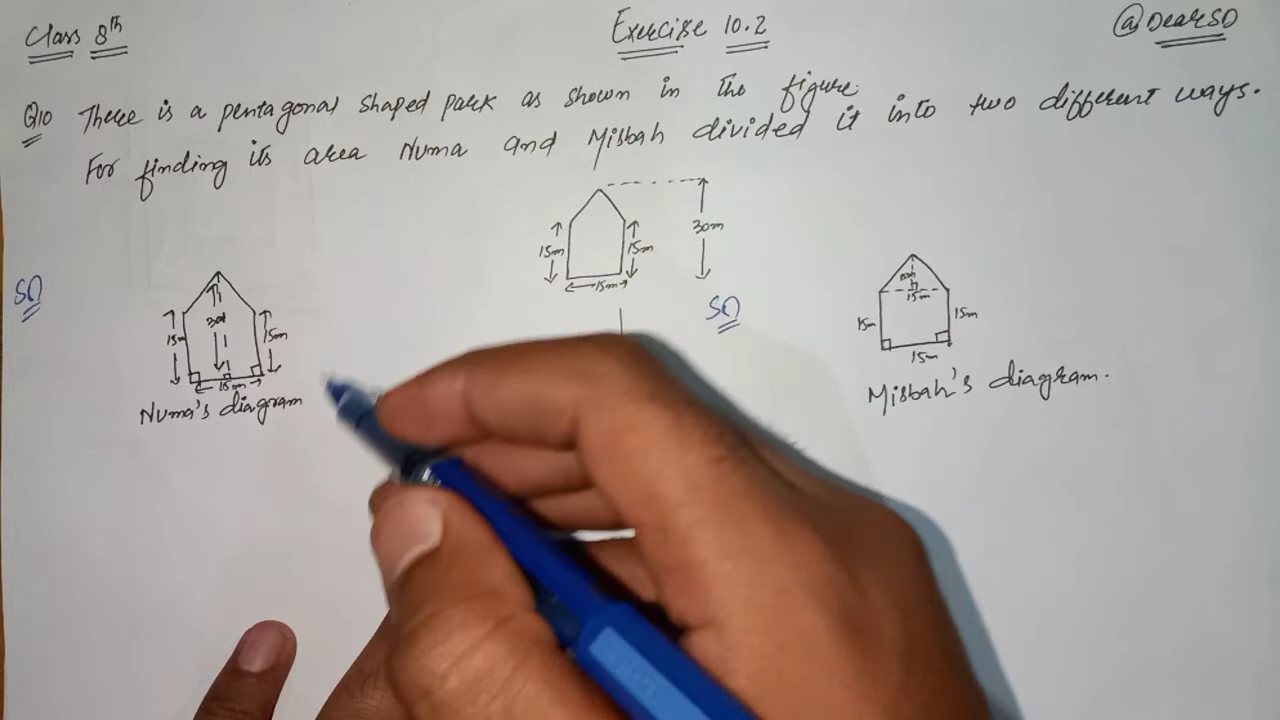 Class 8th
Exercise 10.2
@DearSD
Q10 There is a pentagonal shaped park as shown in the figure.
For finding its area Numa and Misbah divided it into two different ways.
15m
15m
30m
15m
SD
SD
15m
15m
15m
Numa's diagram
15m
15m
15m
15m
Misbah's diagram.